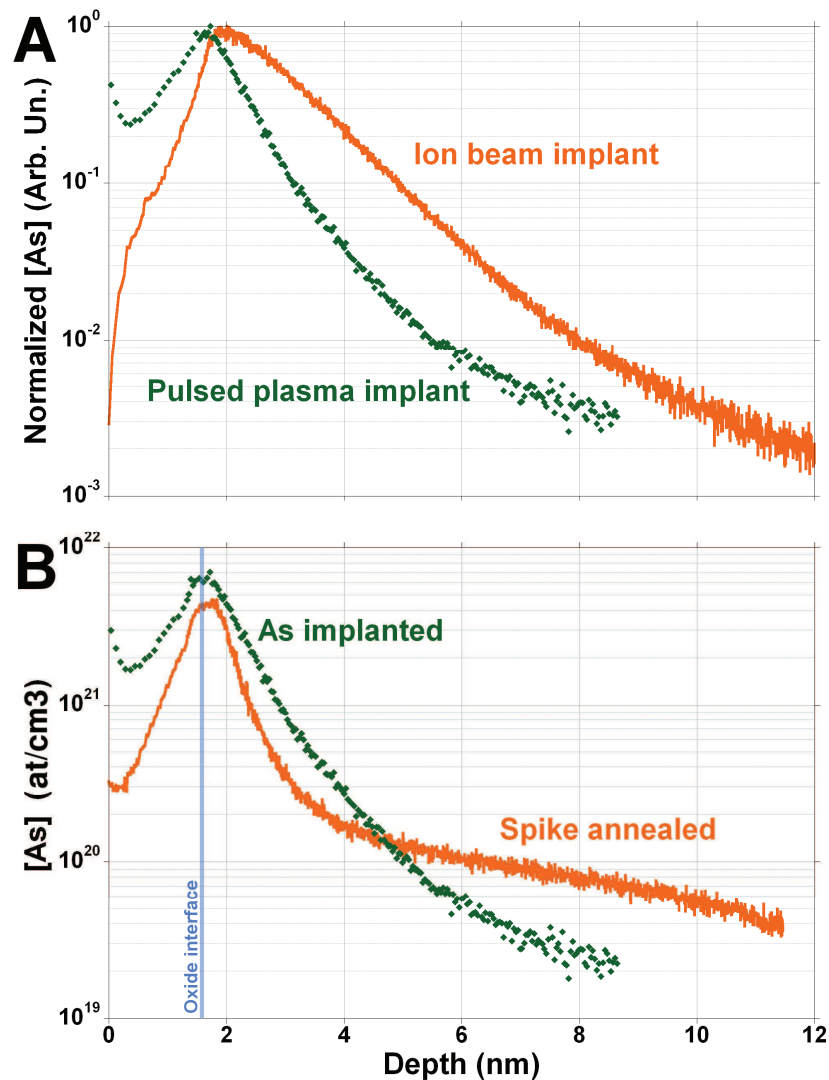 A
Normalized [As] (Arb. Un.)
10^0
10^-1
10^-2
10^-3
Ion beam implant
Pulsed plasma implant
B
[As] (at/cm3)
10^22
10^21
10^20
10^19
As implanted
Spike annealed
Oxide interface
0 2 4 6 8 10 12
Depth (nm)